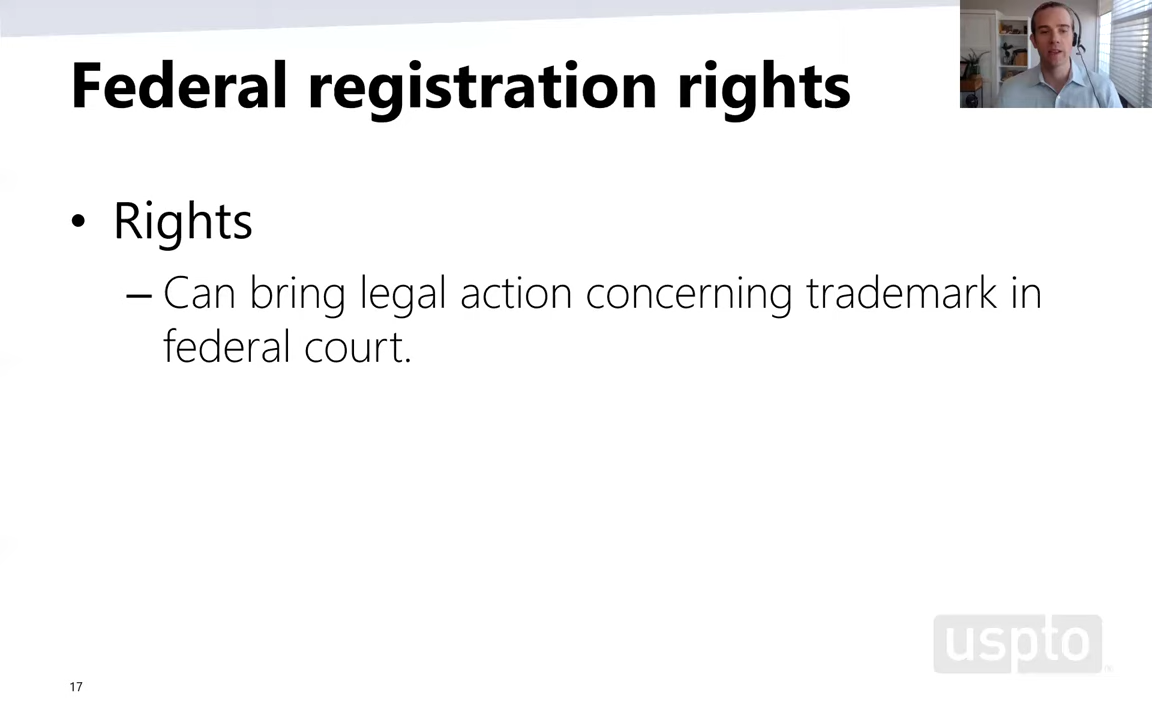 Federal registration rights
• Rights
– Can bring legal action concerning trademark in
federal court.
uspto
17